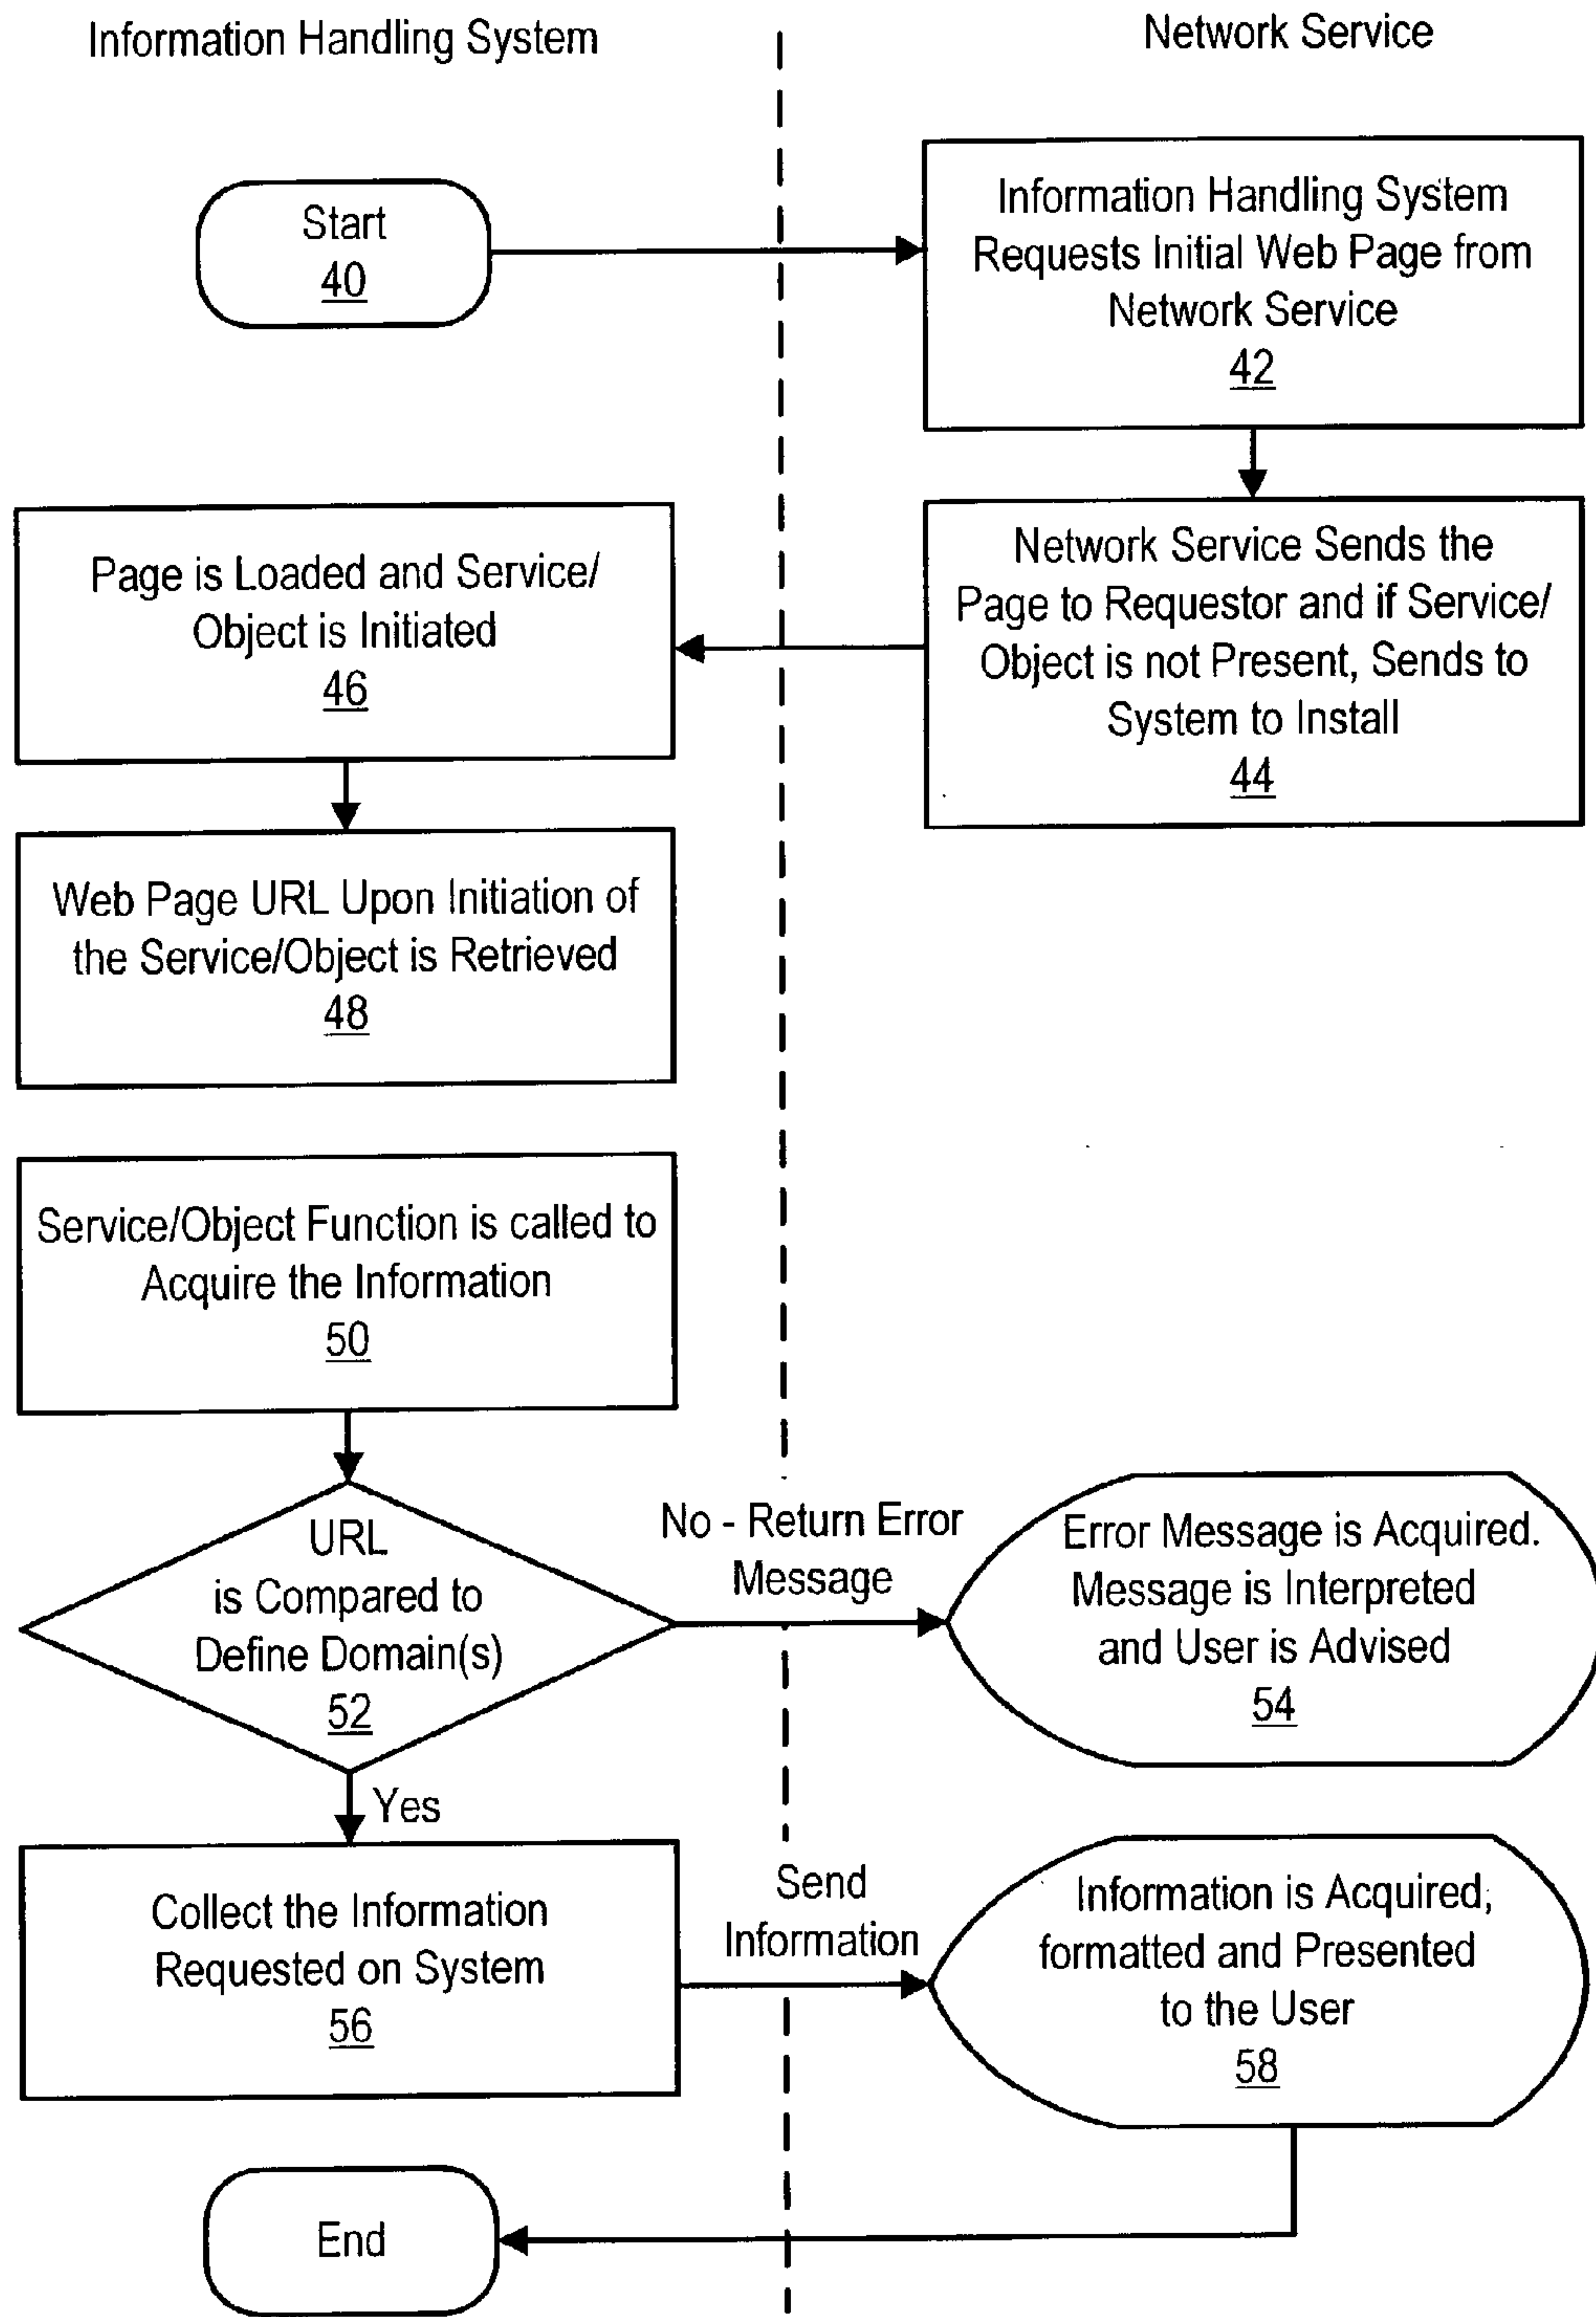 Information Handling System
Network Service
Start
40
Information Handling System
Requests Initial Web Page from
Network Service
42
Network Service Sends the
Page to Requestor and if Service/
Object is not Present, Sends to
System to Install
44
Page is Loaded and Service/
Object is Initiated
46
Web Page URL Upon Initiation of
the Service/Object is Retrieved
48
Service/Object Function is called to
Acquire the Information
50
URL
is Compared to
Define Domain(s)
52
No - Return Error
Message
Error Message is Acquired.
Message is Interpreted
and User is Advised
54
Yes
Collect the Information
Requested on System
56
Send
Information
Information is Acquired,
formatted and Presented
to the User
58
End